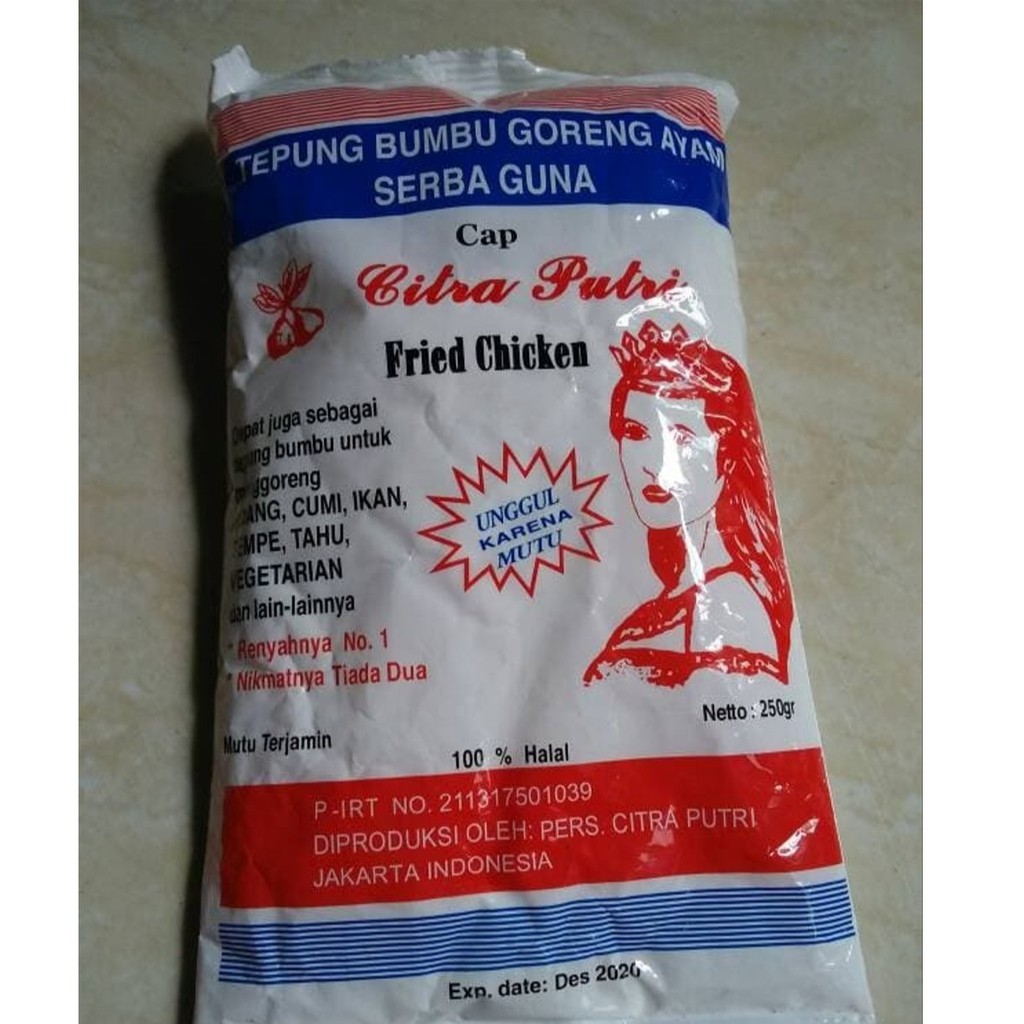 TEPUNG BUMBU GORENG AYAM
SERBA GUNA
Cap
Citra Putri
Fried Chicken
juga sebagai
bumbu untuk
CUMI, IKAN,
TAHU,
VEGETARIAN
dan lain-lainnya
UNGGUL
KARENA
MUTU
* Renyahnya No. 1
* Nikmatnya Tiada Dua
Netto : 250gr
Mutu Terjamin
100 % Halal
P-IRT NO. 211317501039
DIPRODUKSI OLEH: PERS. CITRA PUTRI
JAKARTA INDONESIA
Exp. date: Des 2020